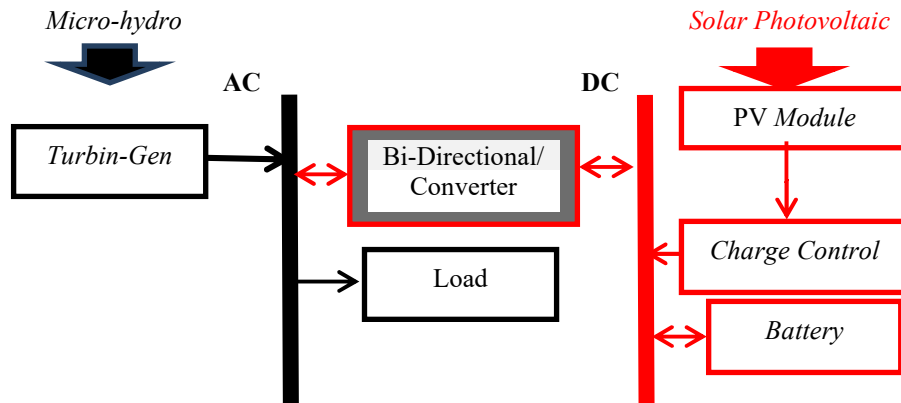 Micro-hydro
Solar Photovoltaic
AC
DC
PV Module
Turbin-Gen
Bi-Directional/
Converter
Charge Control
Load
Battery